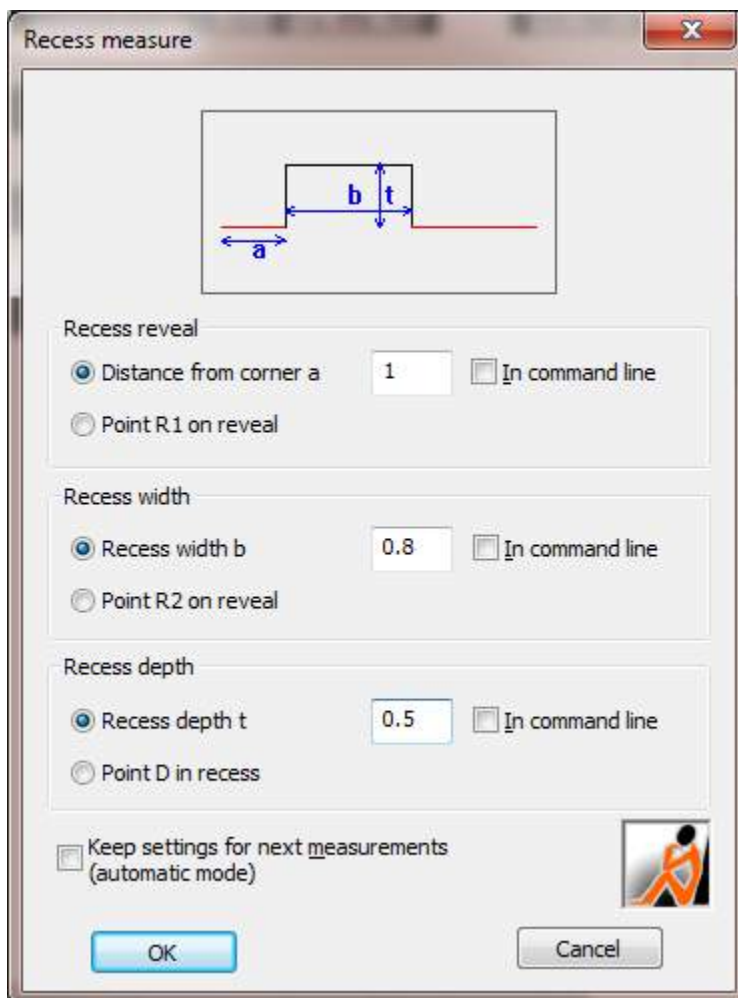 Recess measure
b t
a
Recess reveal
Distance from corner a 1 In command line
Point R1 on reveal
Recess width
Recess width b 0.8 In command line
Point R2 on reveal
Recess depth
Recess depth t 0.5 In command line
Point D in recess
Keep settings for next measurements
(automatic mode)
OK Cancel